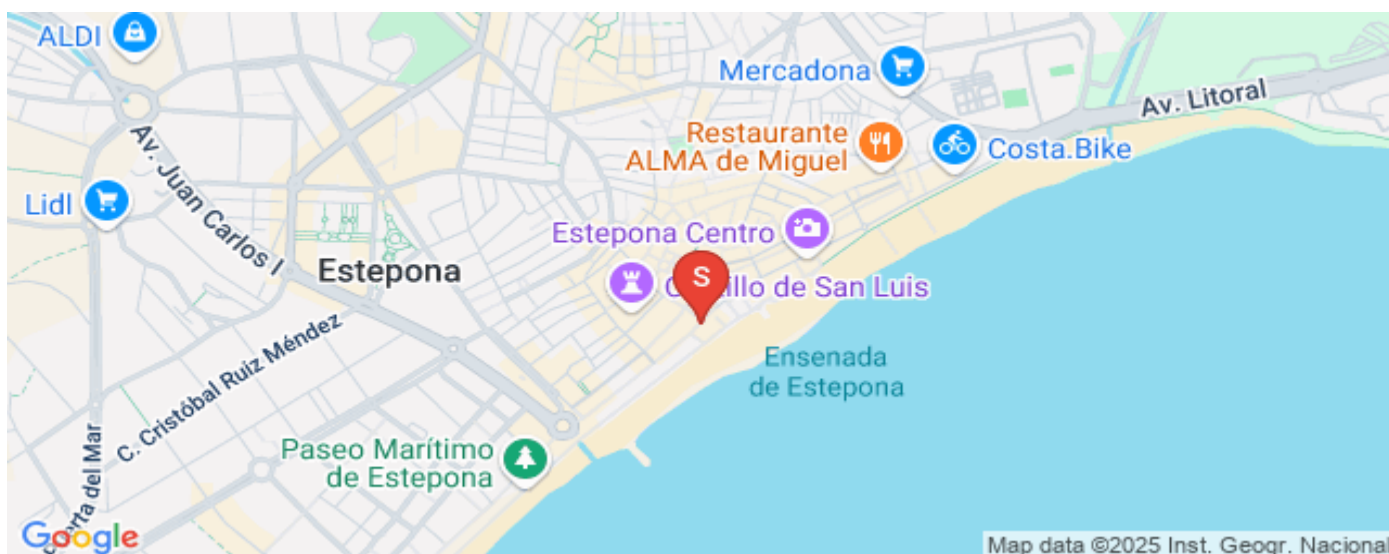 ALDI
Mercadona
Av. Litoral
Restaurante
ALMA de Miguel
Costa.Bike
Av. Juan Carlos I
Lidl
Estepona Centro
Estepona
S
Castillo de San Luis
C. Cristóbal Ruiz Méndez
Ensenada
de Estepona
Paseo Marítimo
de Estepona
del Mar
Google
Map data ©2025 Inst. Geogr. Nacional